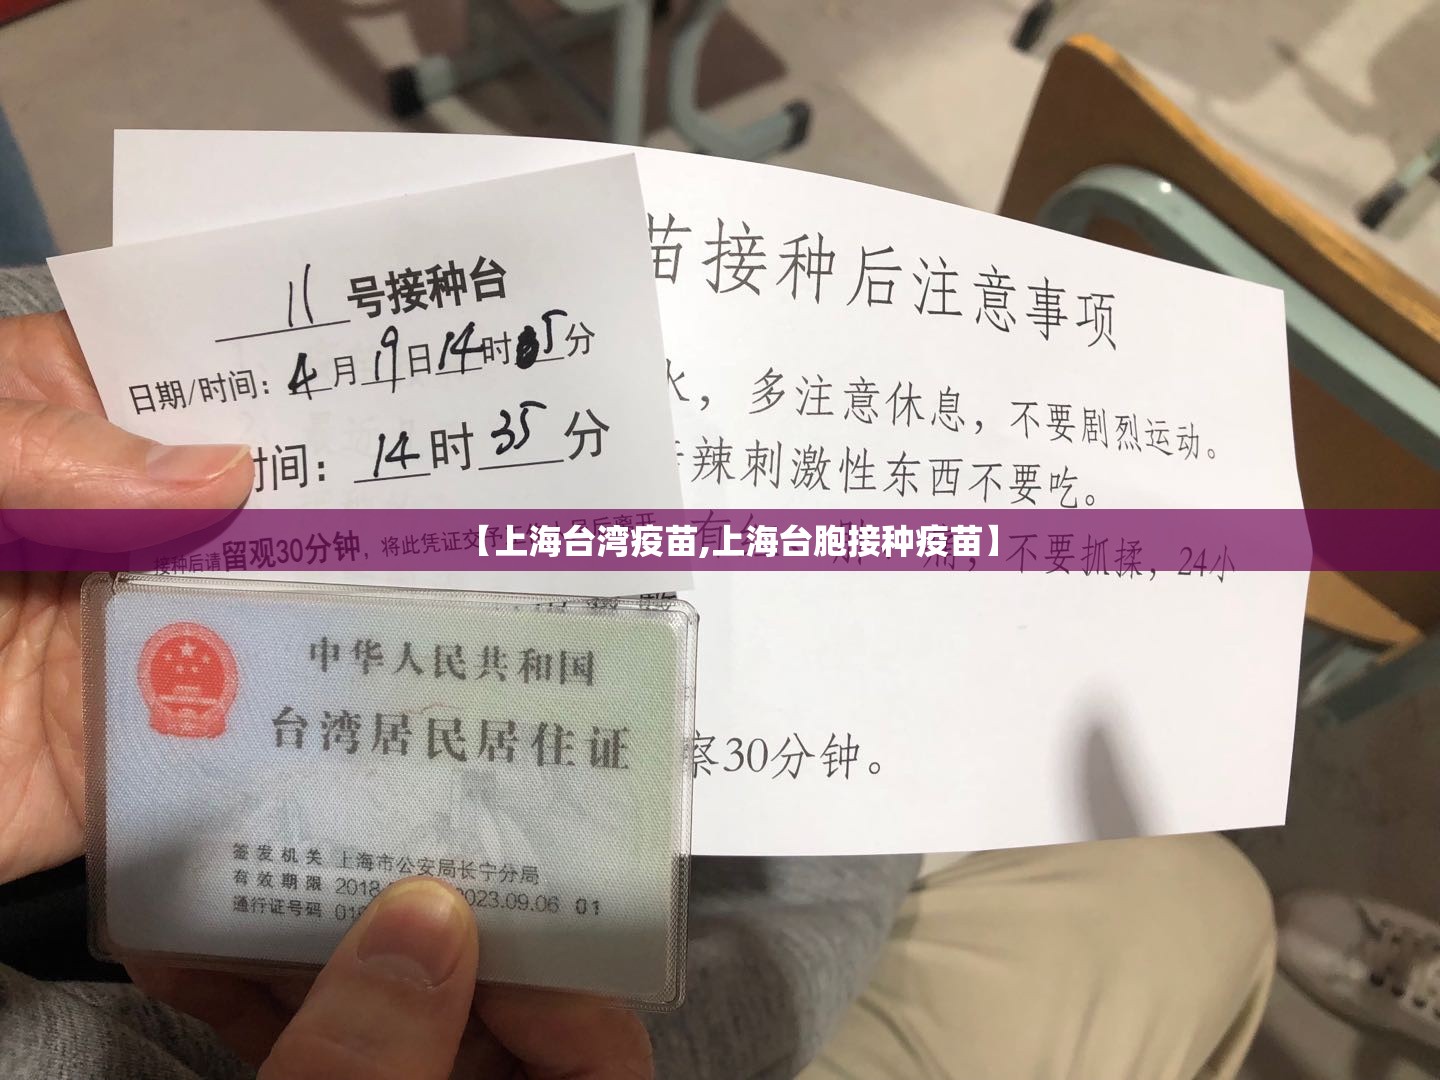 11号接种台
日期/时间：4月19日14时35分
时间：14时35分
接种后请留观30分钟，将此凭证交予
苗接种后注意事项
水，多注意休息，不要剧烈运动。
辣刺激性东西不要吃。
不要抓揉，24小
【上海台湾疫苗,上海台胞接种疫苗】
察30分钟。
中华人民共和国
台湾居民居住证
签发机关 上海市公安局长宁分局
有效期限 2018 2023.09.06 01
通行证号码